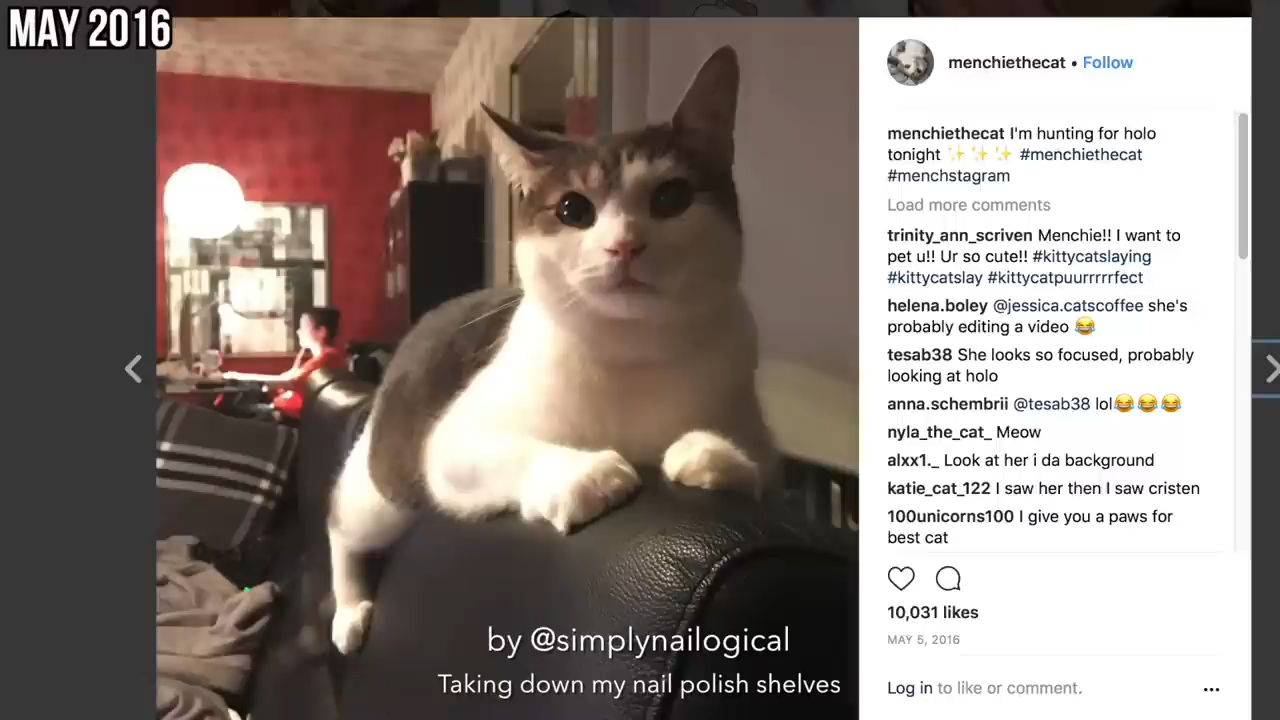 MAY 2016
menchiethecat • Follow
menchiethecat I'm hunting for holo
tonight ✨✨✨ #menchiethecat
#menchstagram
Load more comments
trinity_ann_scriven Menchie!! I want to
pet u!! Ur so cute!! #kittycatslaying
#kittycatslay #kittycatpuurrrrrfect
helena.boley @jessica.catscoffee she's
probably editing a video 😂
tesab38 She looks so focused, probably
looking at holo
anna.schembrii @tesab38 lol😂😂😂
nyla_the_cat_ Meow
alxx1._ Look at her i da background
katie_cat_122 I saw her then I saw cristen
100unicorns100 I give you a paws for
best cat
10,031 likes
MAY 5, 2016
Log in to like or comment.
by @simplynailogical
Taking down my nail polish shelves